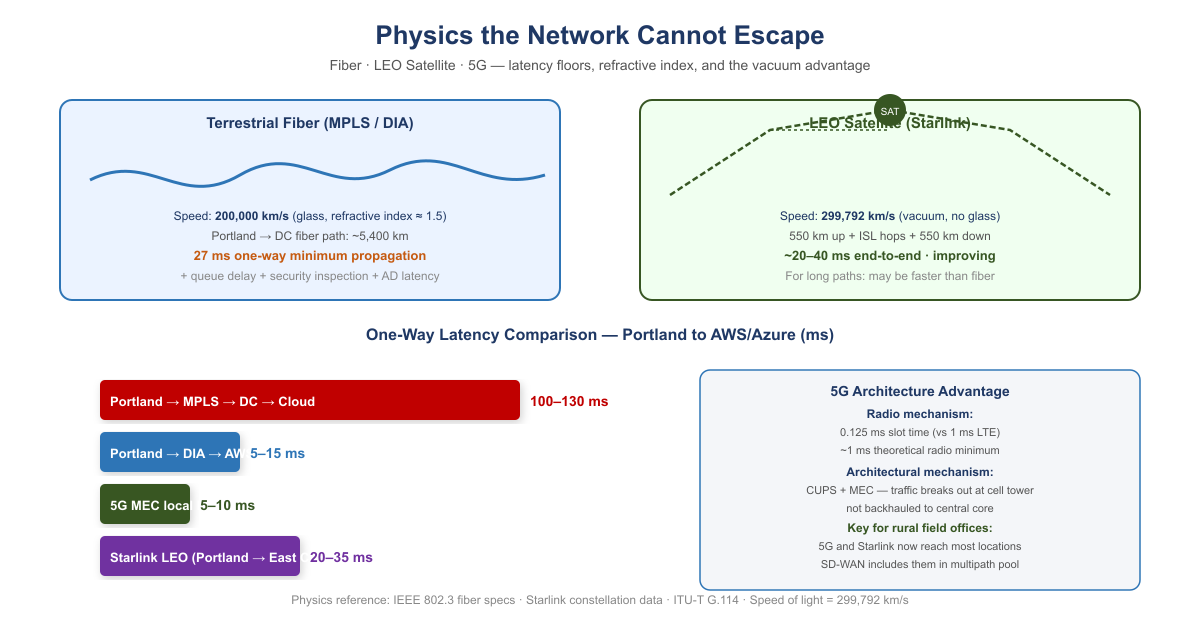 Physics the Network Cannot Escape
Fiber · LEO Satellite · 5G — latency floors, refractive index, and the vacuum advantage
Terrestrial Fiber (MPLS / DIA)
Speed: 200,000 km/s (glass, refractive index ≈ 1.5)
Portland → DC fiber path: ~5,400 km
27 ms one-way minimum propagation
+ queue delay + security inspection + AD latency
SAT
LEO Satellite (Starlink)
Speed: 299,792 km/s (vacuum, no glass)
550 km up + ISL hops + 550 km down
~20–40 ms end-to-end · improving
For long paths: may be faster than fiber
One-Way Latency Comparison — Portland to AWS/Azure (ms)
Portland → MPLS → DC → Cloud 100–130 ms
Portland → DIA → AW 5–15 ms
5G MEC loca 5–10 ms
Starlink LEO (Portland → East 20–35 ms
5G Architecture Advantage
Radio mechanism:
0.125 ms slot time (vs 1 ms LTE)
~1 ms theoretical radio minimum
Architectural mechanism:
CUPS + MEC — traffic breaks out at cell tower
not backhauled to central core
Key for rural field offices:
5G and Starlink now reach most locations
SD-WAN includes them in multipath pool
Physics reference: IEEE 802.3 fiber specs · Starlink constellation data · ITU-T G.114 · Speed of light = 299,792 km/s